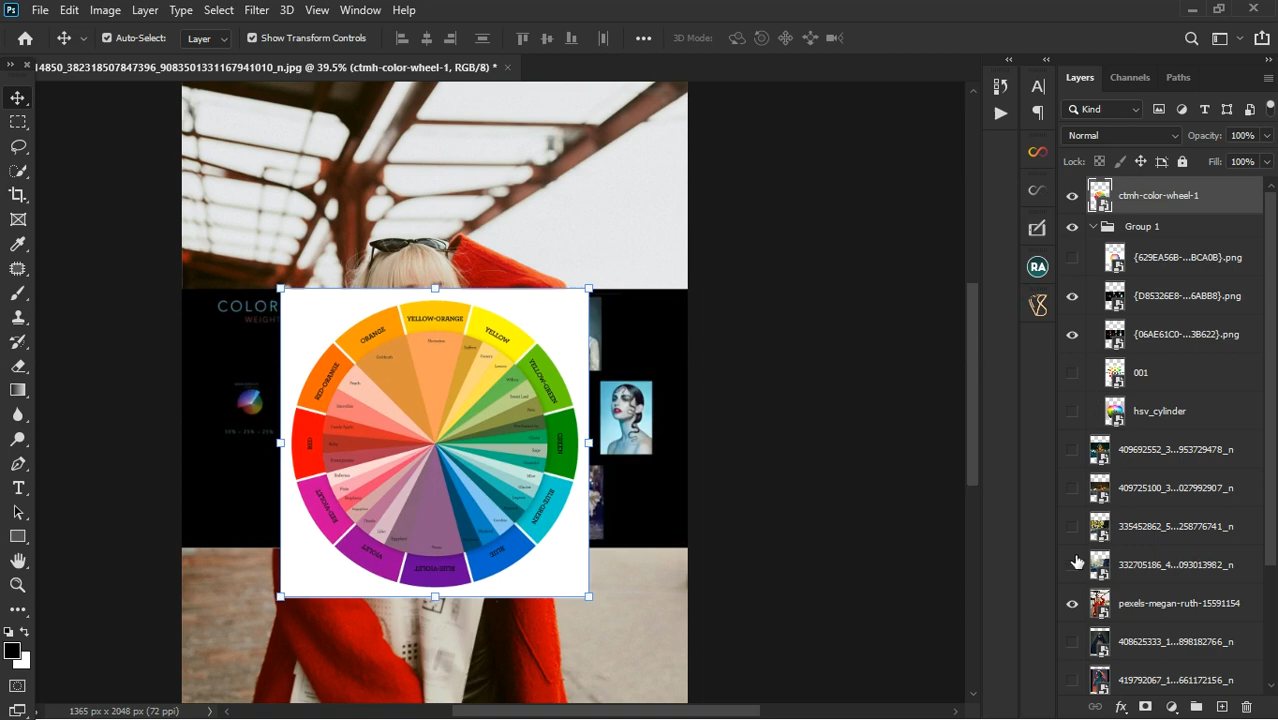 Ps File Edit Image Layer Type Select Filter 3D View Window Help
Auto-Select: Layer Show Transform Controls 3D Mode:
14850_382318507847396_9083501331167941010_n.jpg @ 39.5% (ctmh-color-wheel-1, RGB/8) *
Layers Channels Paths
Kind
Normal Opacity: 100%
Lock: Fill: 100%
ctmh-color-wheel-1
Group 1
{629EA56B-...BCA0B}.png
{D85326E8-...6ABB8}.png
{06AE61C0-...3B622}.png
001
hsv_cylinder
409692552_3...953729478_n
409725100_3...027992907_n
335452862_5...258776741_n
pexels-megan-ruth-15591154
408625333_1...898182766_n
419792067_1...661172156_n
RA
COLOR
WEIGHT
YELLOW-ORANGE
YELLOW
YELLOW-GREEN
GREEN
BLUE-GREEN
BLUE
BLUE-VIOLET
VIOLET
RED-VIOLET
RED
RED-ORANGE
ORANGE
1365 px x 2048 px (72 ppi)